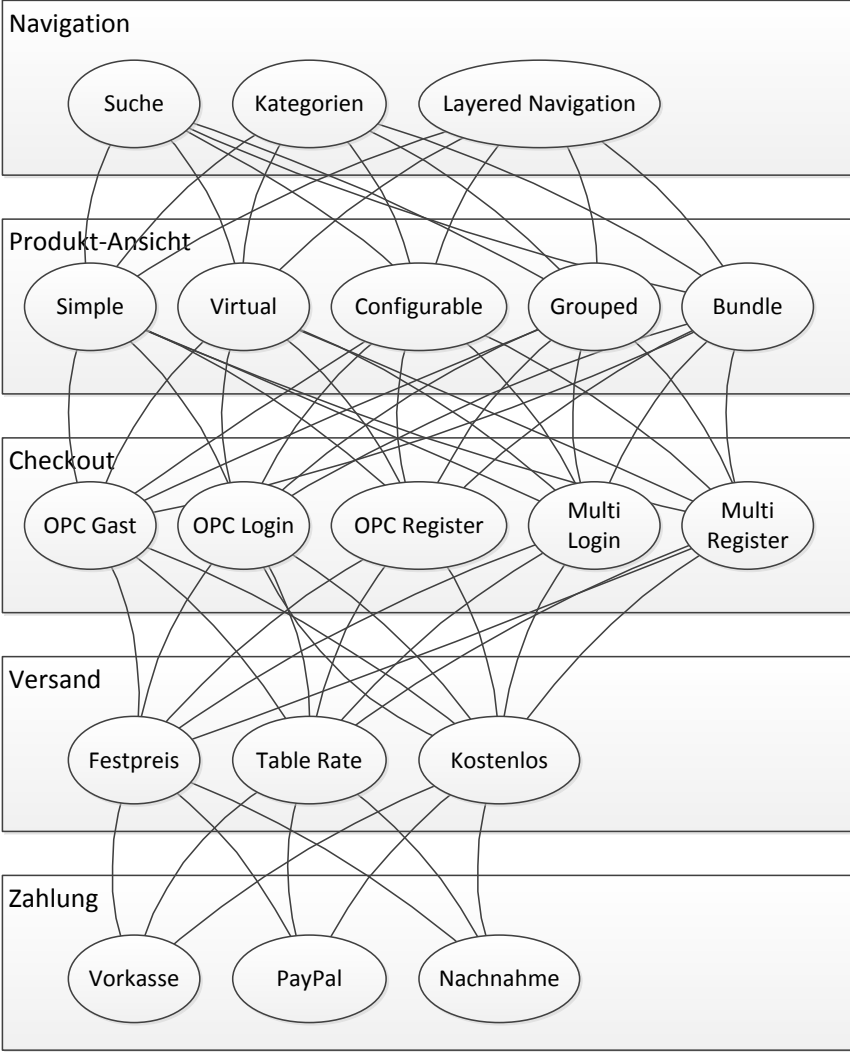 Navigation
Suche
Kategorien
Layered Navigation
Produkt-Ansicht
Simple
Virtual
Configurable
Grouped
Bundle
Checkout
OPC Gast
OPC Login
OPC Register
Multi
Login
Multi
Register
Versand
Festpreis
Table Rate
Kostenlos
Zahlung
Vorkasse
PayPal
Nachnahme